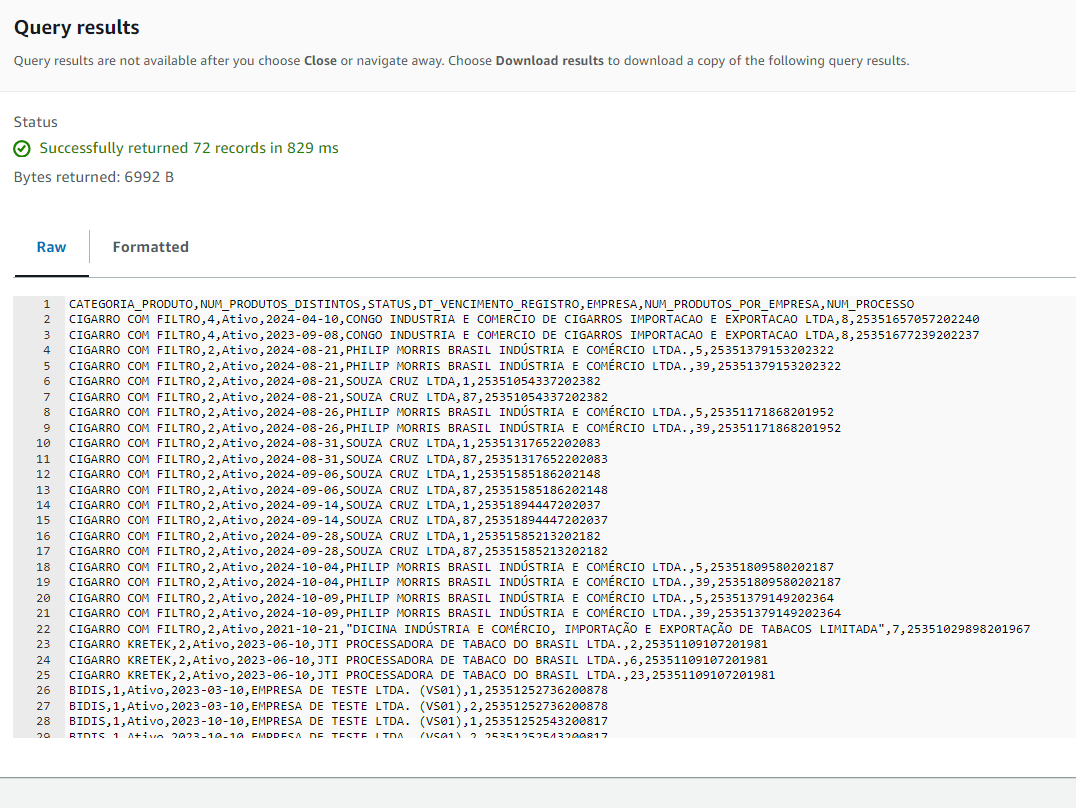 Query results
Query results are not available after you choose Close or navigate away. Choose Download results to download a copy of the following query results.
Status
Successfully returned 72 records in 829 ms
Bytes returned: 6992 B
Raw
Formatted
1 CATEGORIA_PRODUTO,NUM_PRODUTOS_DISTINTOS,STATUS,DT_VENCIMENTO_REGISTRO,EMPRESA,NUM_PRODUTOS_POR_EMPRESA,NUM_PROCESSO
2 CIGARRO COM FILTRO,4,Ativo,2024-04-10,CONGO INDUSTRIA E COMERCIO DE CIGARROS IMPORTACAO E EXPORTACAO LTDA,8,25351657057202240
3 CIGARRO COM FILTRO,4,Ativo,2023-09-08,CONGO INDUSTRIA E COMERCIO DE CIGARROS IMPORTACAO E EXPORTACAO LTDA,8,25351677239202237
4 CIGARRO COM FILTRO,2,Ativo,2024-08-21,PHILIP MORRIS BRASIL INDÚSTRIA E COMÉRCIO LTDA.,5,25351379153202322
5 CIGARRO COM FILTRO,2,Ativo,2024-08-21,PHILIP MORRIS BRASIL INDÚSTRIA E COMÉRCIO LTDA.,39,25351379153202322
6 CIGARRO COM FILTRO,2,Ativo,2024-08-21,SOUZA CRUZ LTDA,1,25351054337202382
7 CIGARRO COM FILTRO,2,Ativo,2024-08-21,SOUZA CRUZ LTDA,87,25351054337202382
8 CIGARRO COM FILTRO,2,Ativo,2024-08-26,PHILIP MORRIS BRASIL INDÚSTRIA E COMÉRCIO LTDA.,5,25351171868201952
9 CIGARRO COM FILTRO,2,Ativo,2024-08-26,PHILIP MORRIS BRASIL INDÚSTRIA E COMÉRCIO LTDA.,39,25351171868201952
10 CIGARRO COM FILTRO,2,Ativo,2024-08-31,SOUZA CRUZ LTDA,1,25351317652202083
11 CIGARRO COM FILTRO,2,Ativo,2024-08-31,SOUZA CRUZ LTDA,87,25351317652202083
12 CIGARRO COM FILTRO,2,Ativo,2024-09-06,SOUZA CRUZ LTDA,1,25351585186202148
13 CIGARRO COM FILTRO,2,Ativo,2024-09-06,SOUZA CRUZ LTDA,87,25351585186202148
14 CIGARRO COM FILTRO,2,Ativo,2024-09-14,SOUZA CRUZ LTDA,1,25351894447202037
15 CIGARRO COM FILTRO,2,Ativo,2024-09-14,SOUZA CRUZ LTDA,87,25351894447202037
16 CIGARRO COM FILTRO,2,Ativo,2024-09-28,SOUZA CRUZ LTDA,1,25351585213202182
17 CIGARRO COM FILTRO,2,Ativo,2024-09-28,SOUZA CRUZ LTDA,87,25351585213202182
18 CIGARRO COM FILTRO,2,Ativo,2024-10-04,PHILIP MORRIS BRASIL INDÚSTRIA E COMÉRCIO LTDA.,5,25351809580202187
19 CIGARRO COM FILTRO,2,Ativo,2024-10-04,PHILIP MORRIS BRASIL INDÚSTRIA E COMÉRCIO LTDA.,39,25351809580202187
20 CIGARRO COM FILTRO,2,Ativo,2024-10-09,PHILIP MORRIS BRASIL INDÚSTRIA E COMÉRCIO LTDA.,5,25351379149202364
21 CIGARRO COM FILTRO,2,Ativo,2024-10-09,PHILIP MORRIS BRASIL INDÚSTRIA E COMÉRCIO LTDA.,39,25351379149202364
22 CIGARRO COM FILTRO,2,Ativo,2021-10-21,"DICINA INDÚSTRIA E COMÉRCIO, IMPORTAÇÃO E EXPORTAÇÃO DE TABACOS LIMITADA",7,25351029898201967
23 CIGARRO KRETEK,2,Ativo,2023-06-10,JTI PROCESSADORA DE TABACO DO BRASIL LTDA.,2,25351109107201981
24 CIGARRO KRETEK,2,Ativo,2023-06-10,JTI PROCESSADORA DE TABACO DO BRASIL LTDA.,6,25351109107201981
25 CIGARRO KRETEK,2,Ativo,2023-06-10,JTI PROCESSADORA DE TABACO DO BRASIL LTDA.,23,25351109107201981
26 BIDIS,1,Ativo,2023-03-10,EMPRESA DE TESTE LTDA. (VS01),1,25351252736200878
27 BIDIS,1,Ativo,2023-03-10,EMPRESA DE TESTE LTDA. (VS01),2,25351252736200878
28 BIDIS,1,Ativo,2023-10-10,EMPRESA DE TESTE LTDA. (VS01),1,25351252543200817
29 BIDIS,1,Ativo,2023-10-10,EMPRESA DE TESTE LTDA. (VS01),2,25351252543200817